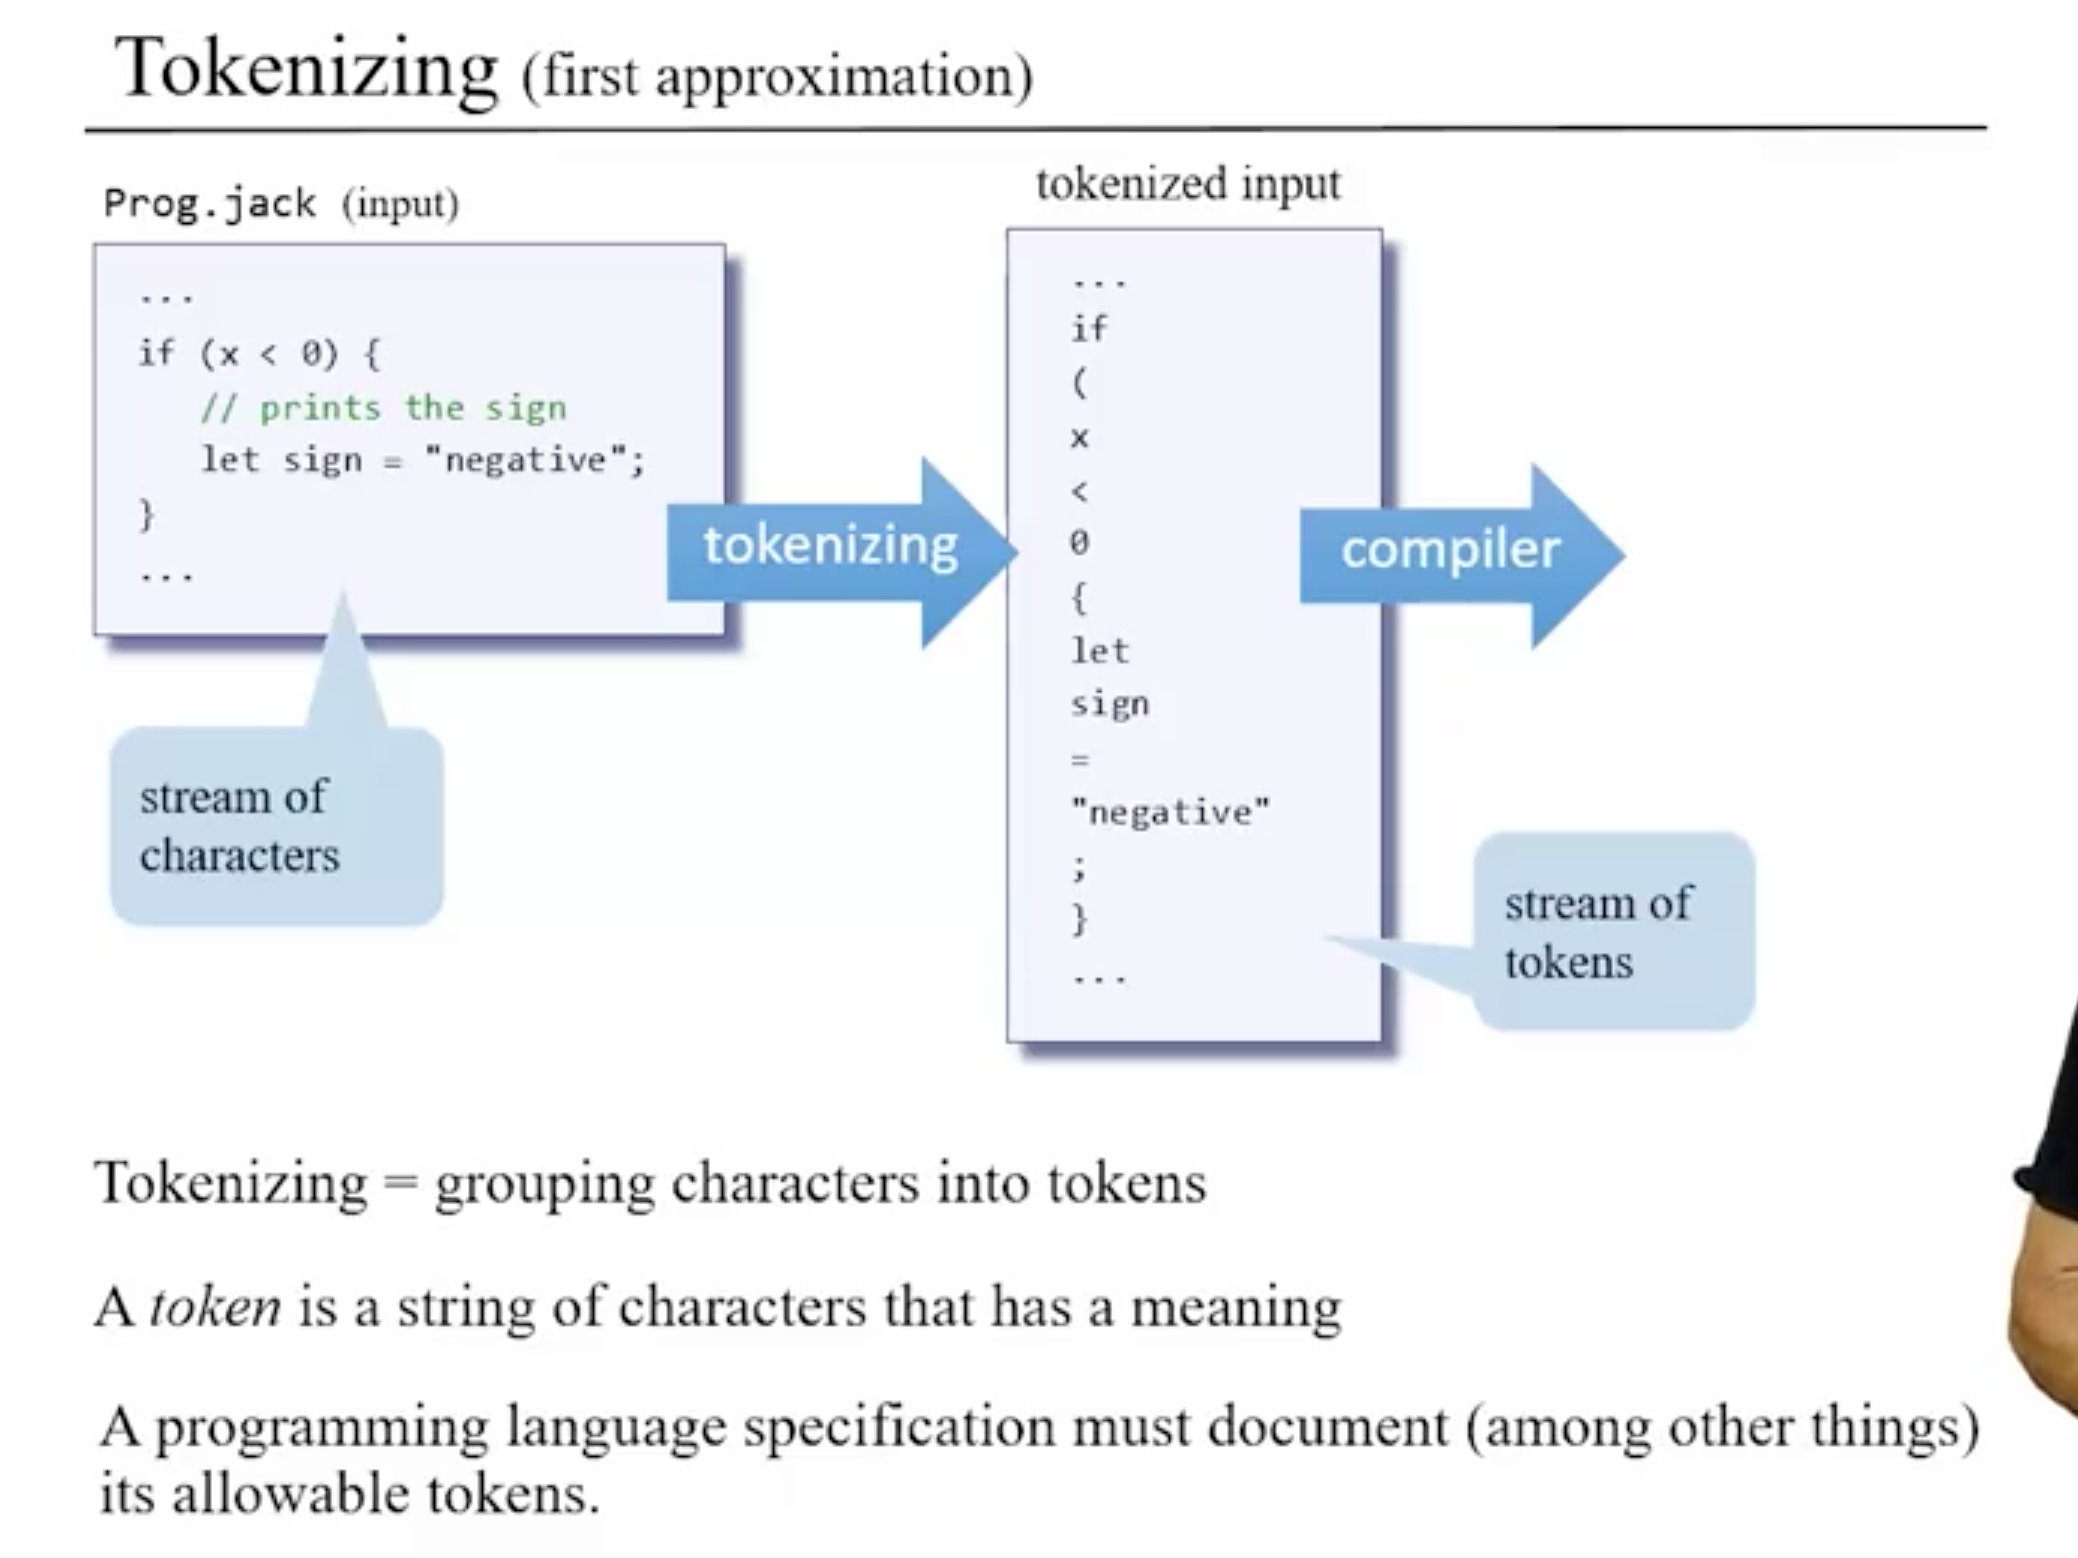 Tokenizing (first approximation)
Prog.jack (input)
...
if (x < 0) {
// prints the sign
let sign = "negative";
}
...
stream of
characters
tokenizing
tokenized input
...
if
(
x
<
0
{
let
sign
=
"negative"
;
}
...
compiler
stream of
tokens
Tokenizing = grouping characters into tokens
A token is a string of characters that has a meaning
A programming language specification must document (among other things)
its allowable tokens.